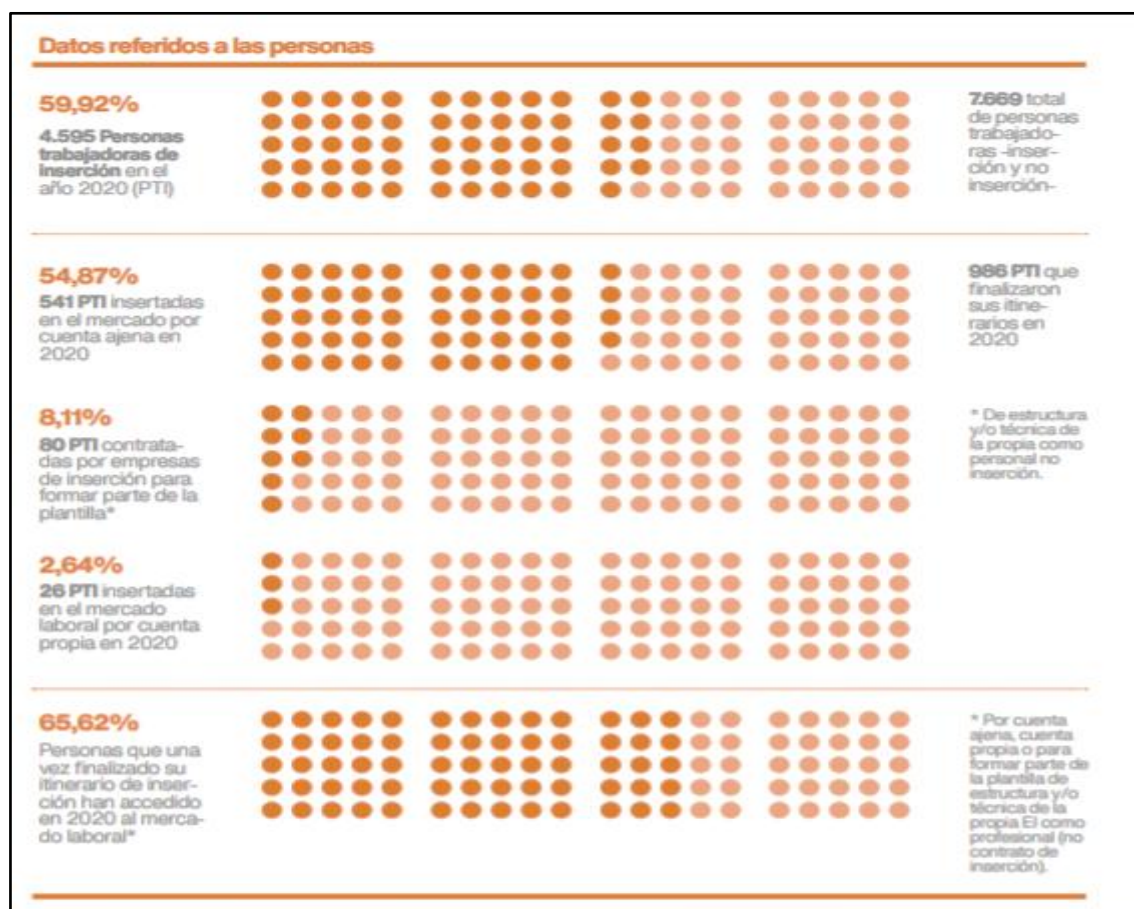 Datos referidos a las personas
59,92%
4.595 Personas
trabajadoras de
inserción en el
año 2020 (PTI)
7.669 total
de personas
trabajado-
ras -inser-
ción y no
inserción-
54,87%
541 PTI insertadas
en el mercado por
cuenta ajena en
2020
986 PTI que
finalizaron
sus itine-
rarios en
2020
8,11%
80 PTI contrata-
das por empresas
de inserción para
formar parte de la
plantilla*
* De estructura
y/o técnica de
la propia como
personal no
inserción.
2,64%
26 PTI insertadas
en el mercado
laboral por cuenta
propia en 2020
65,62%
Personas que una
vez finalizado su
itinerario de inser-
ción han accedido
en 2020 al merca-
do laboral*
* Por cuenta
ajena, cuenta
propia o para
formar parte de
la plantilla de
estructura y/o
técnica de la
propia EI como
profesional (no
contrato de
inserción).